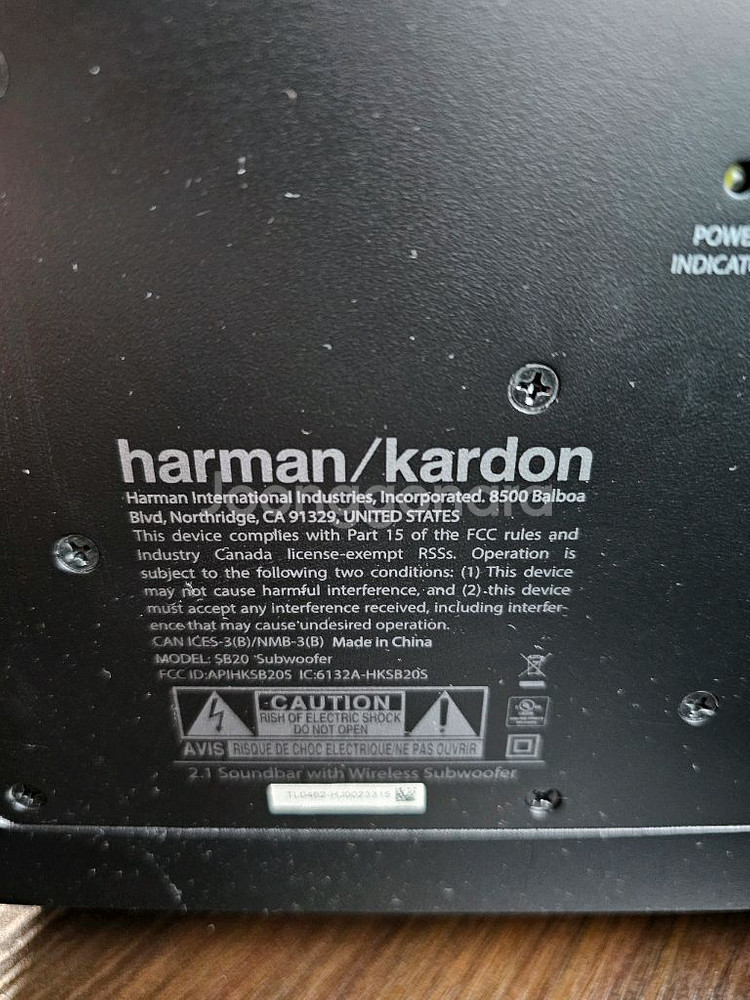 POWE
INDICAT
harman/kardon
Harman International Industries, Incorporated. 8500 Balboa
Blvd, Northridge, CA 91329, UNITED STATES
This device complies with Part 15 of the FCC rules and
Industry Canada license-exempt RSSs. Operation is
subject to the following two conditions: (1) This device
may not cause harmful interference, and (2) this device
must accept any interference received, including interfer-
ence that may cause undesired operation.
CAN ICES-3(B)/NMB-3(B) Made in China
MODEL: SB20 Subwoofer
FCC ID:APIHKSB20S IC:6132A-HKSB20S
CAUTION
RISH OF ELECTRIC SHOCK
DO NOT OPEN
AVIS RISQUE DE CHOC ELECTRIQUE/NE PAS OUVRIR
2.1 Soundbar with Wireless Subwoofer